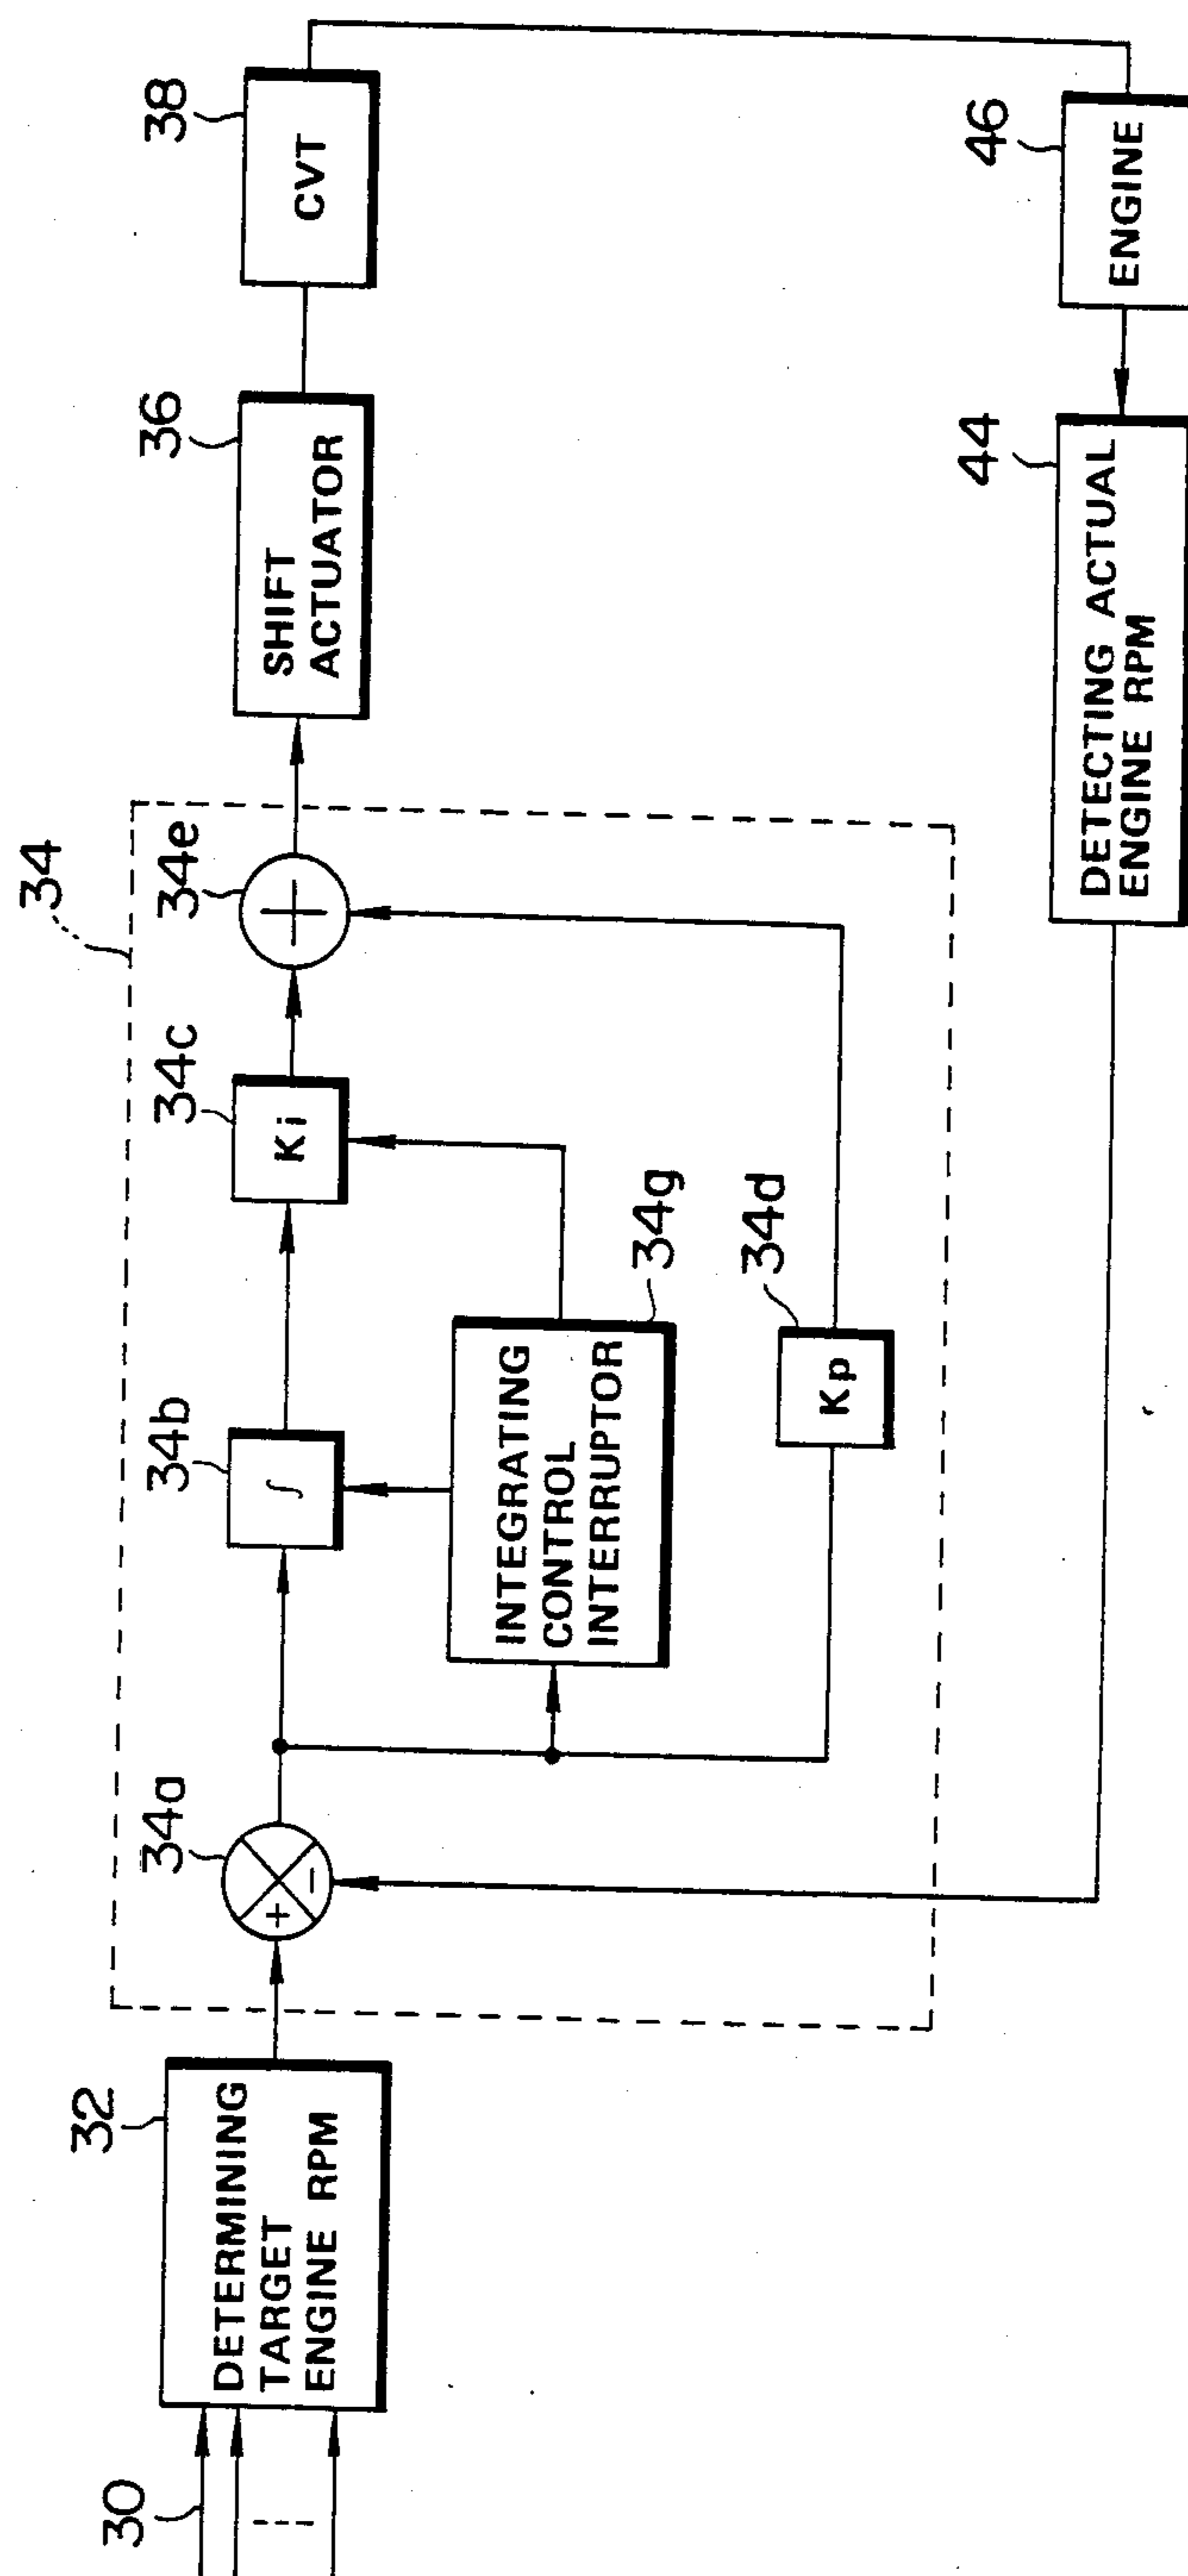 30
32
DETERMINING
TARGET
ENGINE RPM
34
34a
+
−
34b
∫
34c
Ki
34e
+
INTEGRATING
CONTROL
INTERRUPTOR
34g
34d
Kp
36
SHIFT
ACTUATOR
38
CVT
44
DETECTING ACTUAL
ENGINE RPM
46
ENGINE